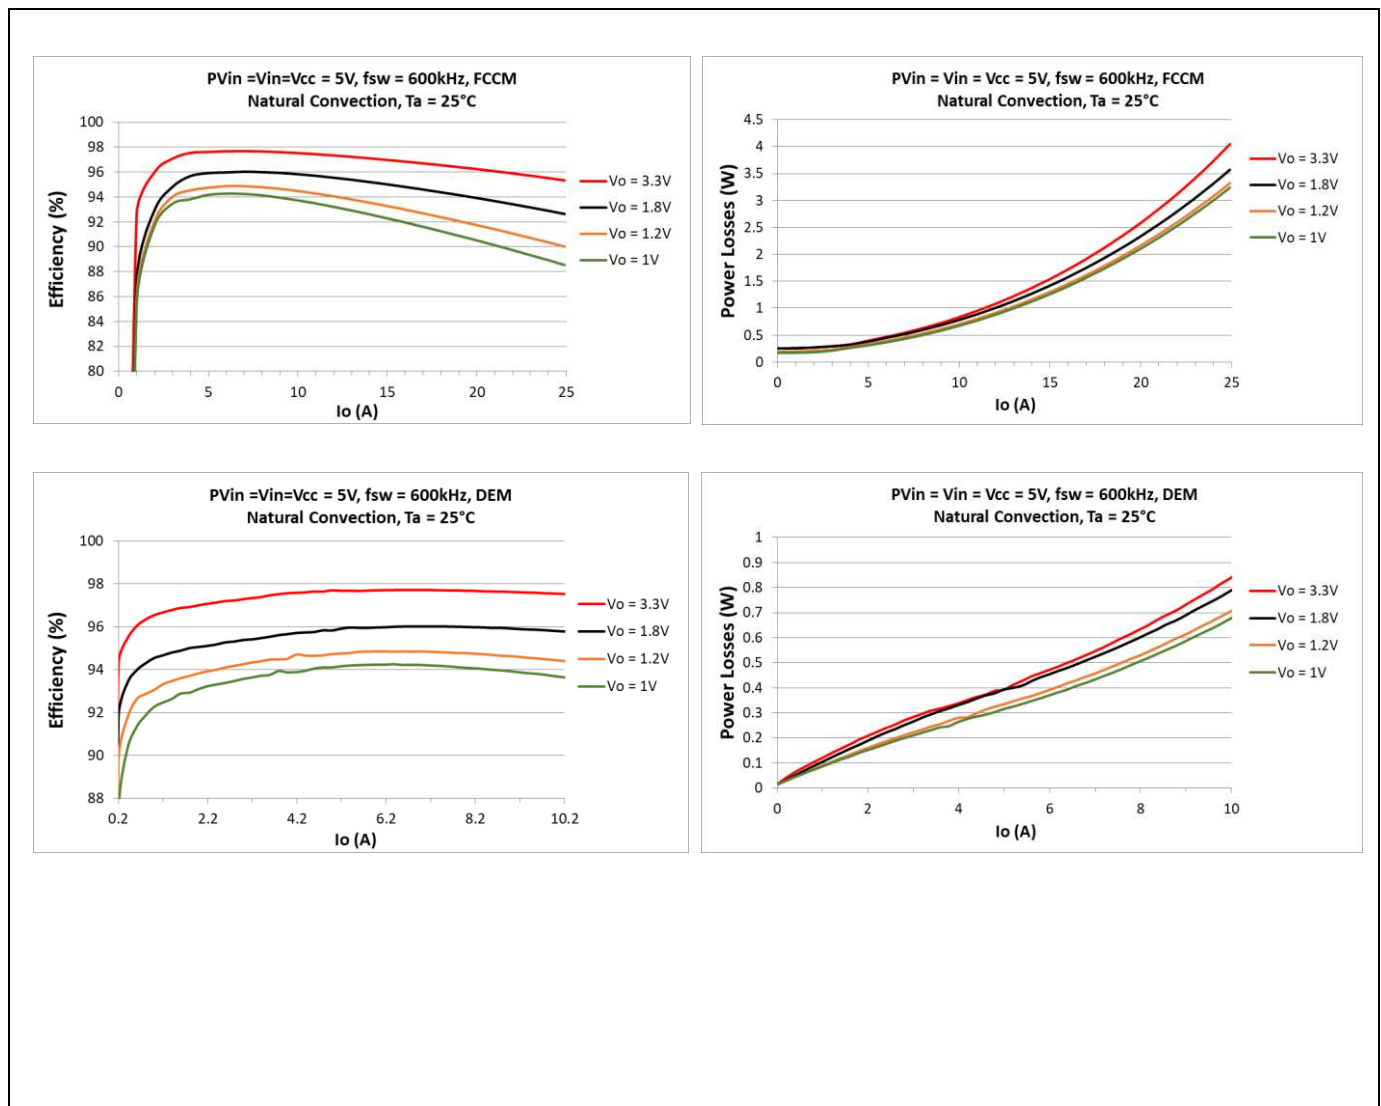 PVin =Vin=Vcc = 5V, fsw = 600kHz, FCCM
Natural Convection, Ta = 25°C
100
98
96
94
92
90
88
86
84
82
80
0
5
10
15
20
25
Efficiency (%)
Io (A)
Vo = 3.3V
Vo = 1.8V
Vo = 1.2V
Vo = 1V
PVin = Vin = Vcc = 5V, fsw = 600kHz, FCCM
Natural Convection, Ta = 25°C
4.5
4
3.5
3
2.5
2
1.5
1
0.5
0
0
5
10
15
20
25
Power Losses (W)
Io (A)
Vo = 3.3V
Vo = 1.8V
Vo = 1.2V
Vo = 1V
PVin =Vin=Vcc = 5V, fsw = 600kHz, DEM
Natural Convection, Ta = 25°C
100
98
96
94
92
90
88
0.2
2.2
4.2
6.2
8.2
10.2
Efficiency (%)
Io (A)
Vo = 3.3V
Vo = 1.8V
Vo = 1.2V
Vo = 1V
PVin = Vin = Vcc = 5V, fsw = 600kHz, DEM
Natural Convection, Ta = 25°C
1
0.9
0.8
0.7
0.6
0.5
0.4
0.3
0.2
0.1
0
0
2
4
6
8
10
Power Losses (W)
Io (A)
Vo = 3.3V
Vo = 1.8V
Vo = 1.2V
Vo = 1V